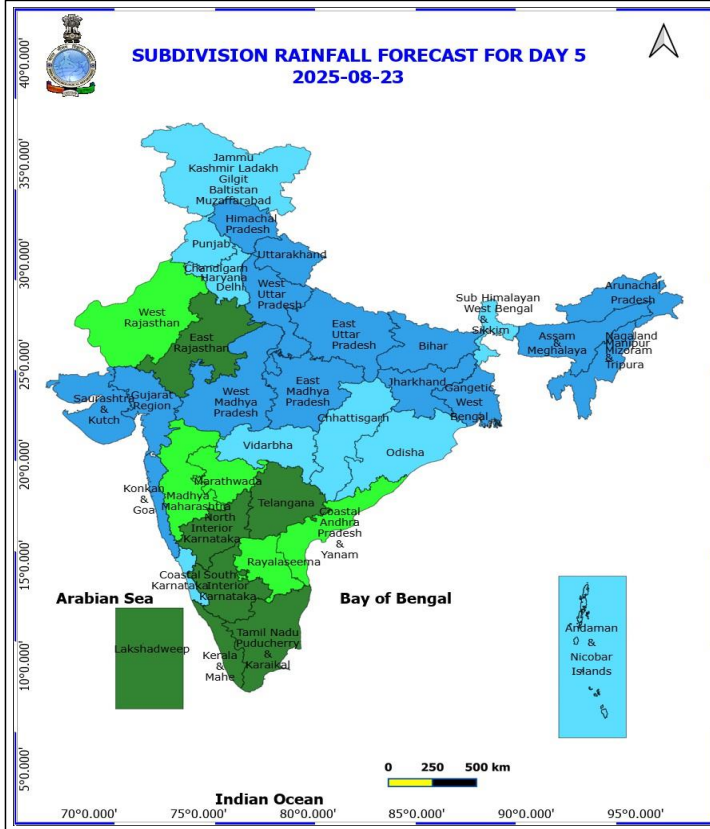 SUBDIVISION RAINFALL FORECAST FOR DAY 5
2025-08-23
40°0.000'
35°0.000'
30°0.000'
25°0.000'
20°0.000'
15°0.000'
10°0.000'
5°0.000'
Jammu
Kashmir Ladakh
Gilgit
Baltistan
Muzaffarabad
Himachal
Pradesh
Punjab
Uttarakhand
Chandigarh
Haryana
Delhi
West
Uttar
Pradesh
West
Rajasthan
East
Rajasthan
East
Uttar
Pradesh
Bihar
Sub Himalayan
West Bengal
&
Sikkim
Arunachal
Pradesh
Assam
&
Meghalaya
Nagaland
Manipur
Mizoram
&
Tripura
Saurashtra
&
Kutch
Gujarat
Region
West
Madhya
Pradesh
East
Madhya
Pradesh
Jharkhand
Gangetic
West
Bengal
Chhattisgarh
Vidarbha
Odisha
Konkan
&
Goa
Madhya
Maharashtra
Marathwada
Telangana
North
Interior
Karnataka
Coastal
Andhra
Pradesh
&
Yanam
Rayalaseema
Coastal
Karnataka
South
Interior
Karnataka
Arabian Sea
Bay of Bengal
Lakshadweep
Kerala
&
Mahe
Tamil Nadu
Puducherry
&
Karaikal
Andaman
&
Nicobar
Islands
0 250 500 km
Indian Ocean
70°0.000' 75°0.000' 80°0.000' 85°0.000' 90°0.000' 95°0.000'